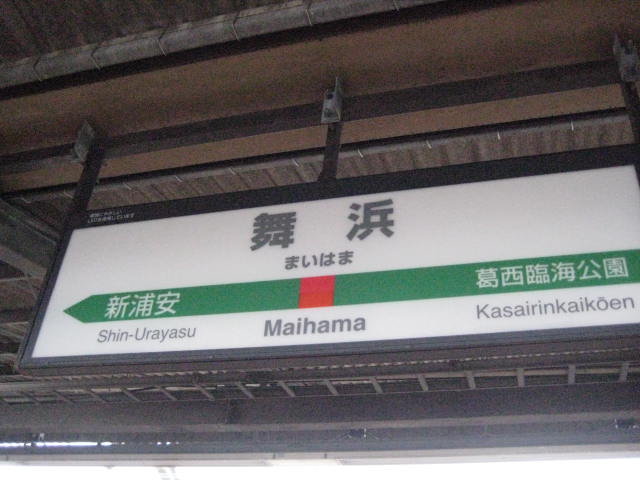 舞浜
まいはま
新浦安
葛西臨海公園
Shin-Urayasu
Maihama
Kasairinkaikōen